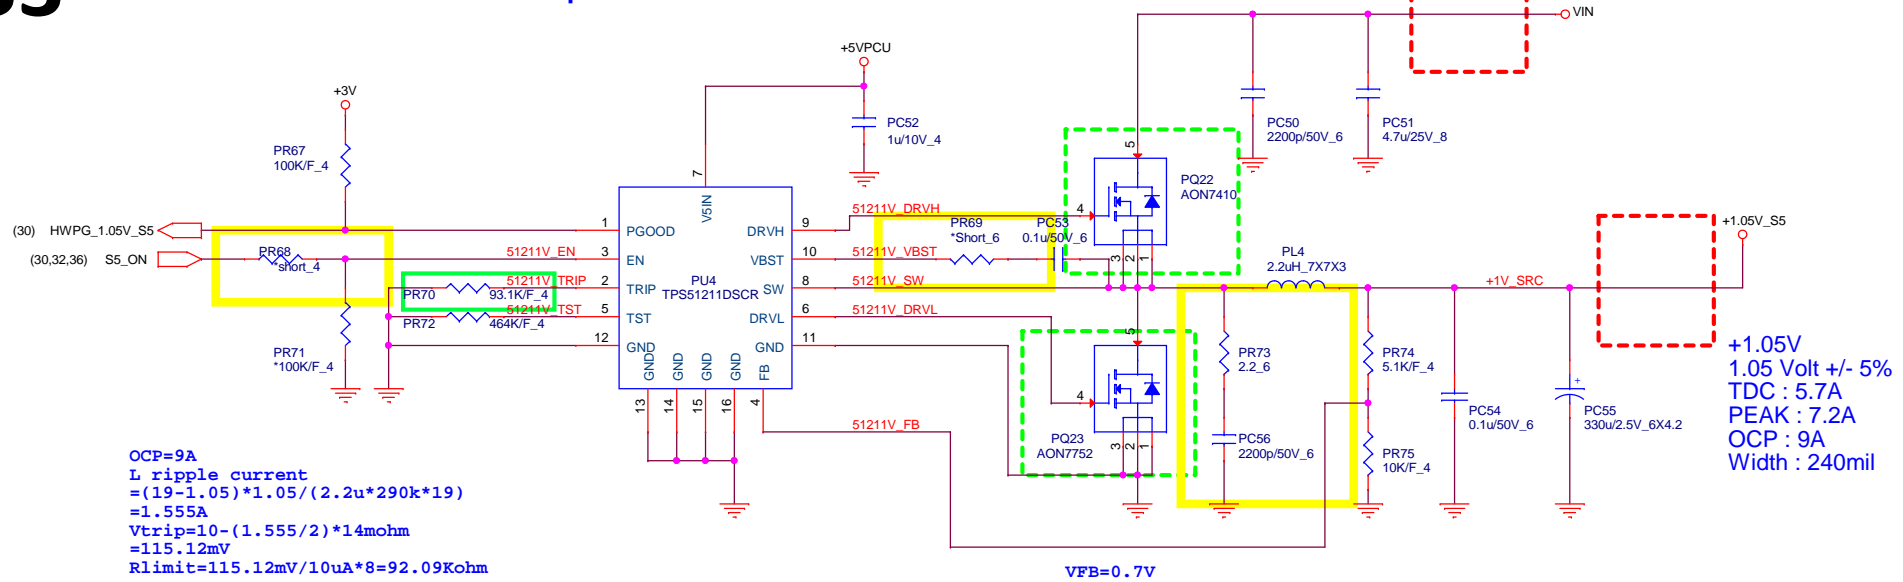 +5VPCU
VIN
+3V
PC52
1u/10V_4
PC50
2200p/50V_6
PC51
4.7u/25V_8
PR67
100K/F_4
7
V5IN
5
PQ22
AON7410
4
3
2
1
(30) HWPG_1.05V_S5
1
PGOOD
DRVH
9
51211V_DRVH
PR69
*Short_6
PC53
0.1u/50V_6
+1.05V_S5
(30,32,36) S5_ON
PR68
*short_4
51211V_EN
3
EN
VBST
10
51211V_VBST
51211V_TRIP
2
TRIP
PR70
93.1K/F_4
PU4
TPS51211DSCR
SW
8
51211V_SW
PL4
2.2uH_7X7X3
+1V_SRC
51211V_TST
5
TST
PR72
464K/F_4
DRVL
6
51211V_DRVL
12
GND
GND
11
PR71
*100K/F_4
GND
GND
GND
GND
FB
13
14
15
16
4
51211V_FB
5
4
PQ23
AON7752
3
2
1
PR73
2.2_6
PC56
2200p/50V_6
PR74
5.1K/F_4
PR75
10K/F_4
PC54
0.1u/50V_6
+
PC55
330u/2.5V_6X4.2
+1.05V
1.05 Volt +/- 5%
TDC : 5.7A
PEAK : 7.2A
OCP : 9A
Width : 240mil
OCP=9A
L ripple current
=(19-1.05)*1.05/(2.2u*290k*19)
=1.555A
Vtrip=10-(1.555/2)*14mohm
=115.12mV
Rlimit=115.12mV/10uA*8=92.09Kohm
VFB=0.7V